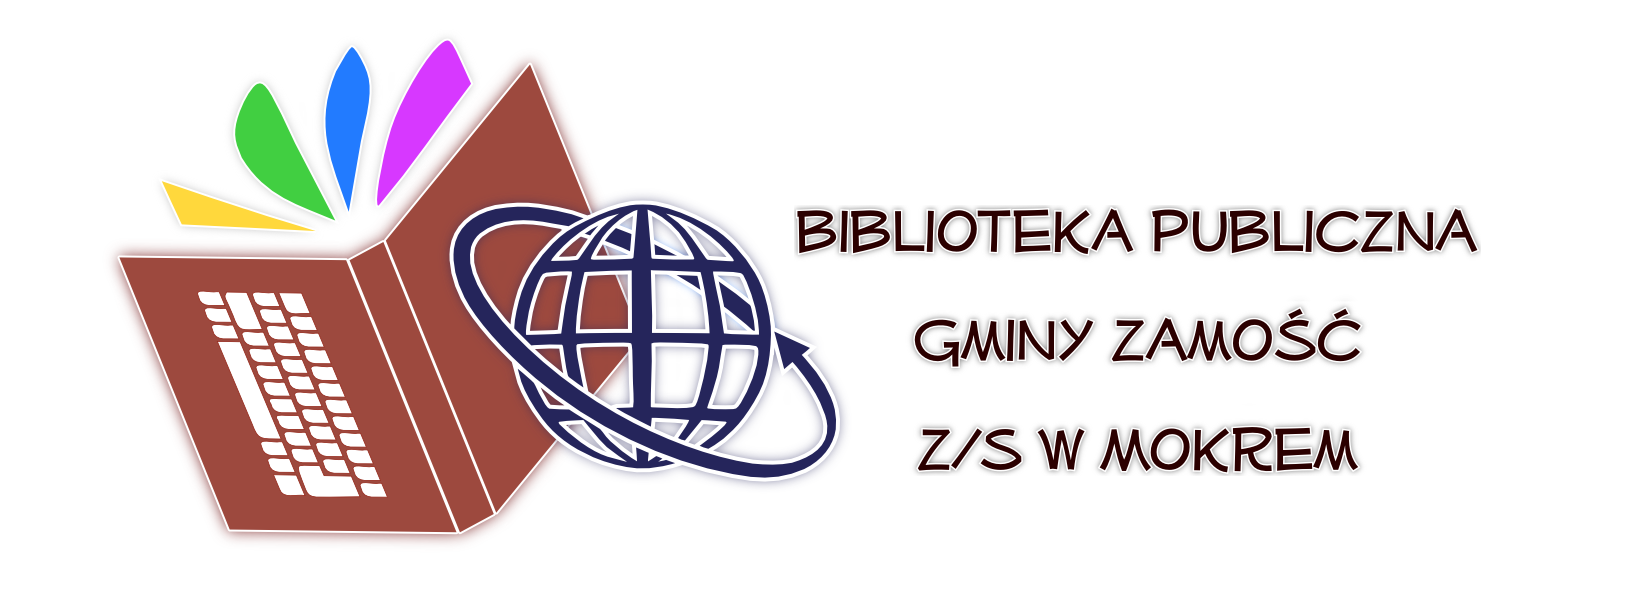 BIBLIOTEKA PUBLICZNA
GMINY ZAMOŚĆ
Z/S W MOKREM